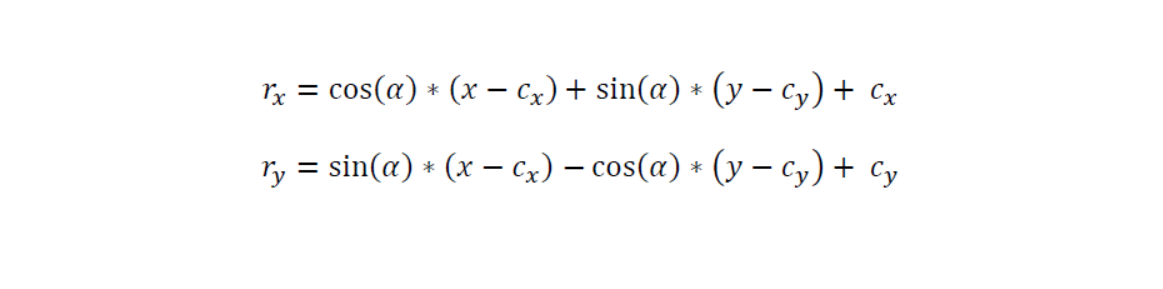 r_x = cos(α) * (x − c_x) + sin(α) * (y − c_y) + c_x
r_y = sin(α) * (x − c_x) − cos(α) * (y − c_y) + c_y